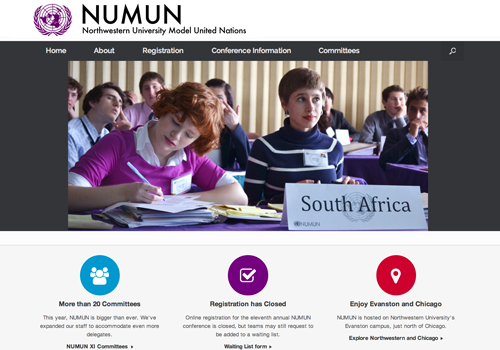 NUMUN
Northwestern University Model United Nations
Home About Registration Conference Information Committees
South Africa
NUMUN
More than 20 Committees
This year, NUMUN is bigger than ever. We've
expanded our staff to accommodate even more
delegates.
NUMUN XI Committees
Registration has Closed
Online registration for the eleventh annual NUMUN
conference is closed, but teams may still request to
be added to a waiting list.
Waiting List form
Enjoy Evanston and Chicago
NUMUN is hosted on Northwestern University's
Evanston campus, just north of Chicago.
Explore Northwestern and Chicago